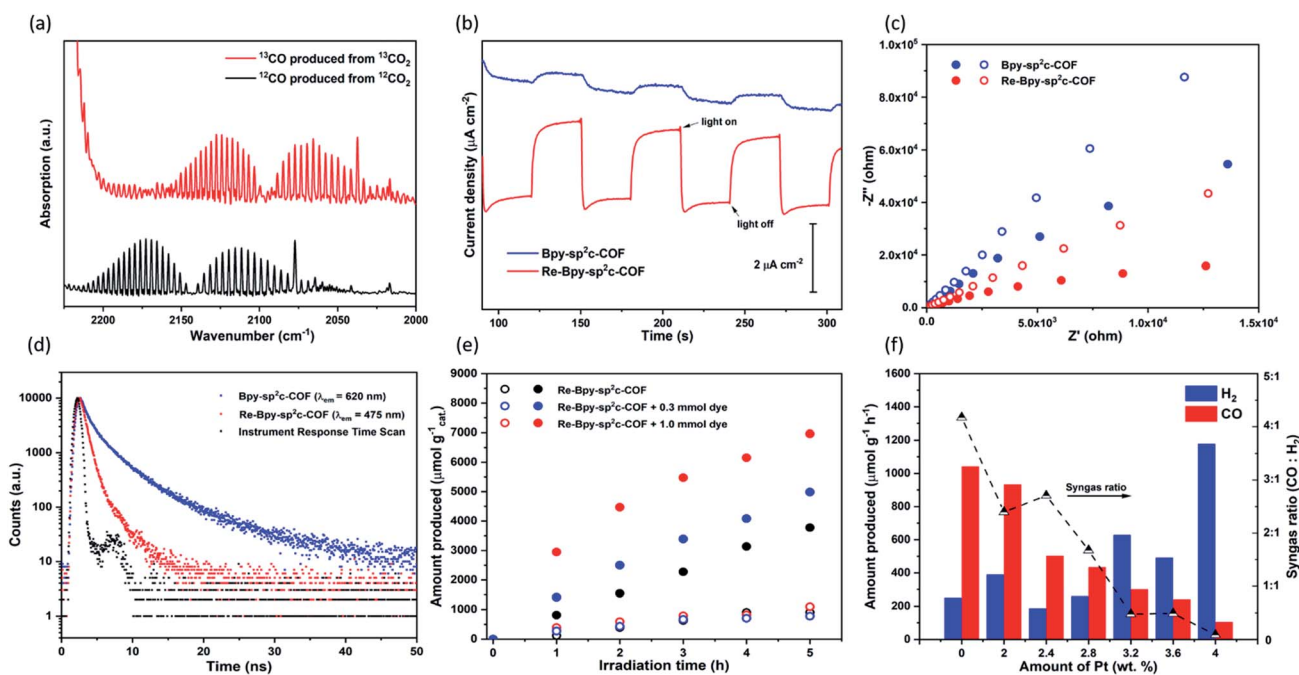 (a)
¹³CO produced from ¹³CO₂
¹²CO produced from ¹²CO₂
Absorption (a.u.)
2200 2150 2100 2050 2000
Wavenumber (cm⁻¹)
(b)
Current density (μA cm⁻²)
light on
light off
Bpy-sp²c-COF
Re-Bpy-sp²c-COF
2 μA cm⁻²
100 150 200 250 300
Time (s)
(c)
1.0x10⁵
8.0x10⁴
6.0x10⁴
4.0x10⁴
2.0x10⁴
0.0
-Z'' (ohm)
Bpy-sp²c-COF
Re-Bpy-sp²c-COF
5.0x10³ 1.0x10⁴ 1.5x10⁴
Z' (ohm)
(d)
10000
1000
100
10
1
Counts (a.u.)
Bpy-sp²c-COF (λem = 620 nm)
Re-Bpy-sp²c-COF (λem = 475 nm)
Instrument Response Time Scan
0 10 20 30 40 50
Time (ns)
(e)
9000
8000
7000
6000
5000
4000
3000
2000
1000
0
Amount produced (μmol g⁻¹cat.)
Re-Bpy-sp²c-COF
Re-Bpy-sp²c-COF + 0.3 mmol dye
Re-Bpy-sp²c-COF + 1.0 mmol dye
0 1 2 3 4 5
Irradiation time (h)
(f)
1600
1400
1200
1000
800
600
400
200
0
Amount produced (μmol g⁻¹ h⁻¹)
H₂
CO
Syngas ratio
5:1
4:1
3:1
2:1
1:1
0
Syngas ratio (CO : H₂)
0 2 2.4 2.8 3.2 3.6 4
Amount of Pt (wt. %)